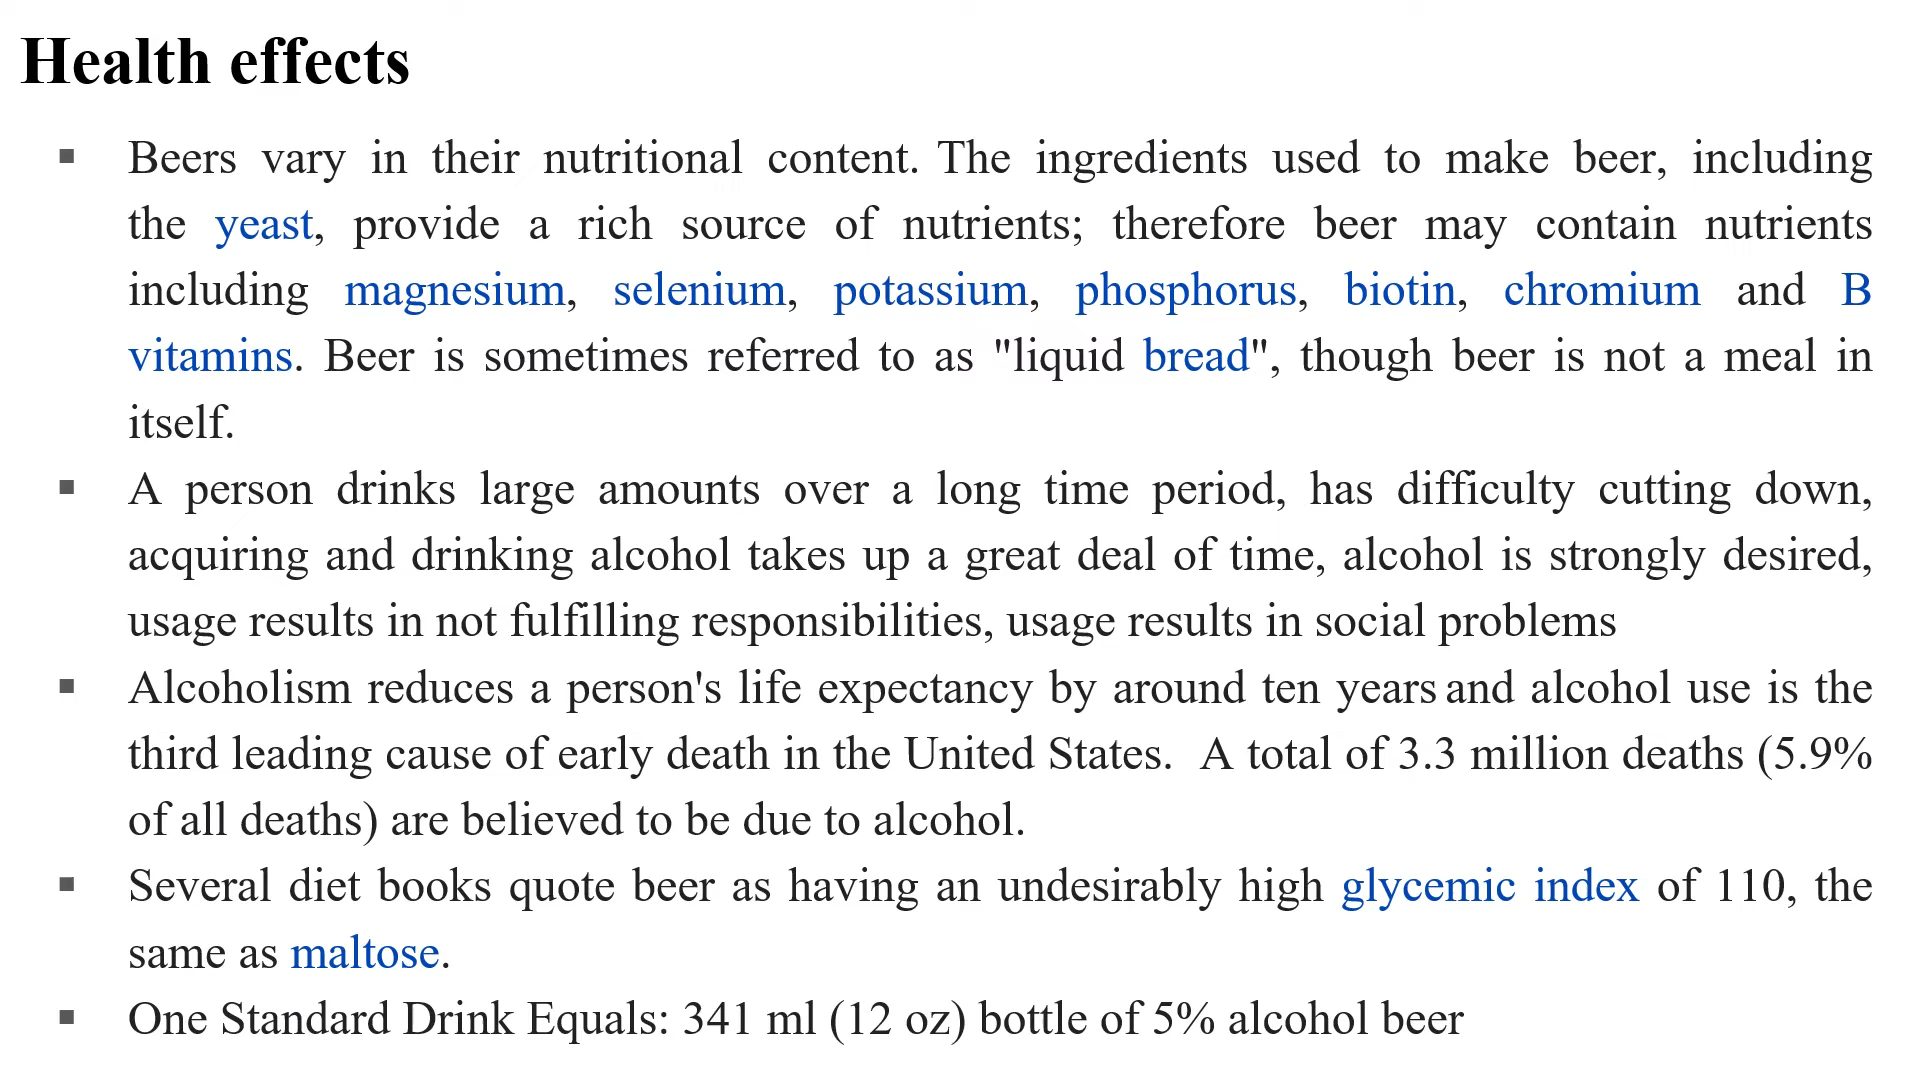 Health effects
▪ Beers vary in their nutritional content. The ingredients used to make beer, including
the yeast, provide a rich source of nutrients; therefore beer may contain nutrients
including magnesium, selenium, potassium, phosphorus, biotin, chromium and B
vitamins. Beer is sometimes referred to as "liquid bread", though beer is not a meal in
itself.
▪ A person drinks large amounts over a long time period, has difficulty cutting down,
acquiring and drinking alcohol takes up a great deal of time, alcohol is strongly desired,
usage results in not fulfilling responsibilities, usage results in social problems
▪ Alcoholism reduces a person's life expectancy by around ten years and alcohol use is the
third leading cause of early death in the United States. A total of 3.3 million deaths (5.9%
of all deaths) are believed to be due to alcohol.
▪ Several diet books quote beer as having an undesirably high glycemic index of 110, the
same as maltose.
▪ One Standard Drink Equals: 341 ml (12 oz) bottle of 5% alcohol beer